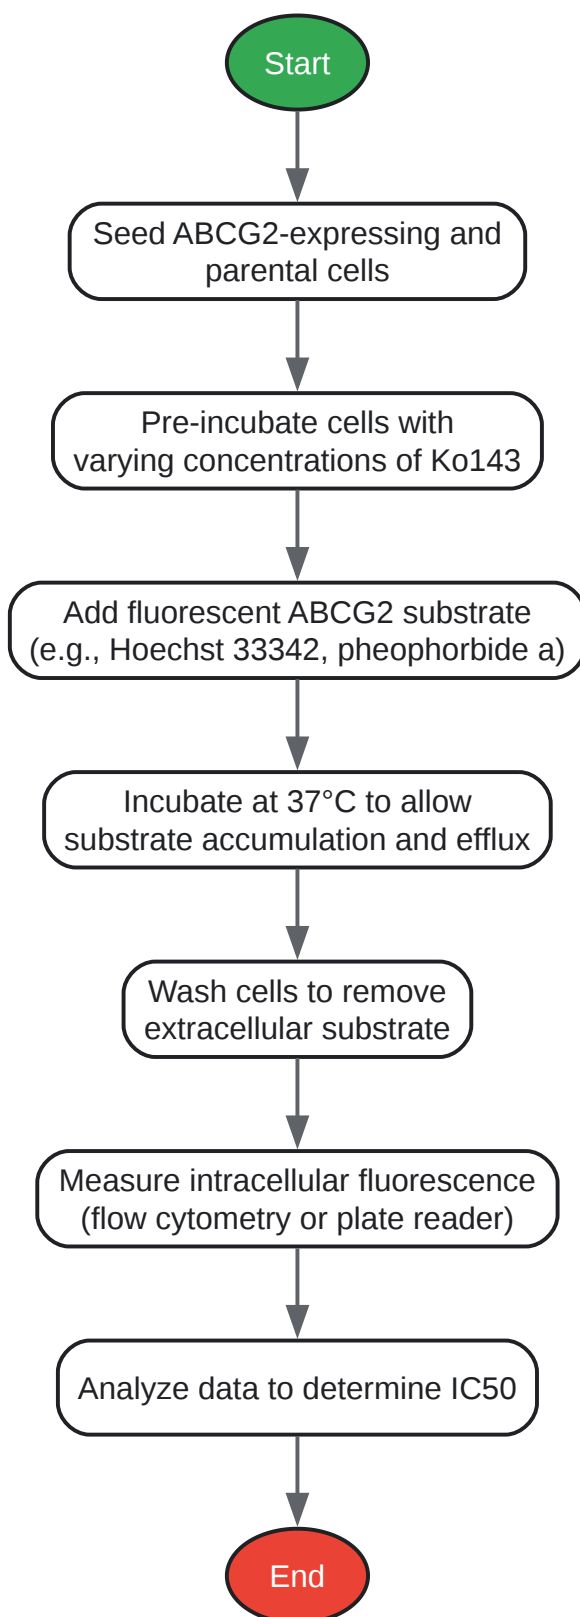 Start
Seed ABCG2-expressing and
parental cells
Pre-incubate cells with
varying concentrations of Ko143
Add fluorescent ABCG2 substrate
(e.g., Hoechst 33342, pheophorbide a)
Incubate at 37°C to allow
substrate accumulation and efflux
Wash cells to remove
extracellular substrate
Measure intracellular fluorescence
(flow cytometry or plate reader)
Analyze data to determine IC50
End